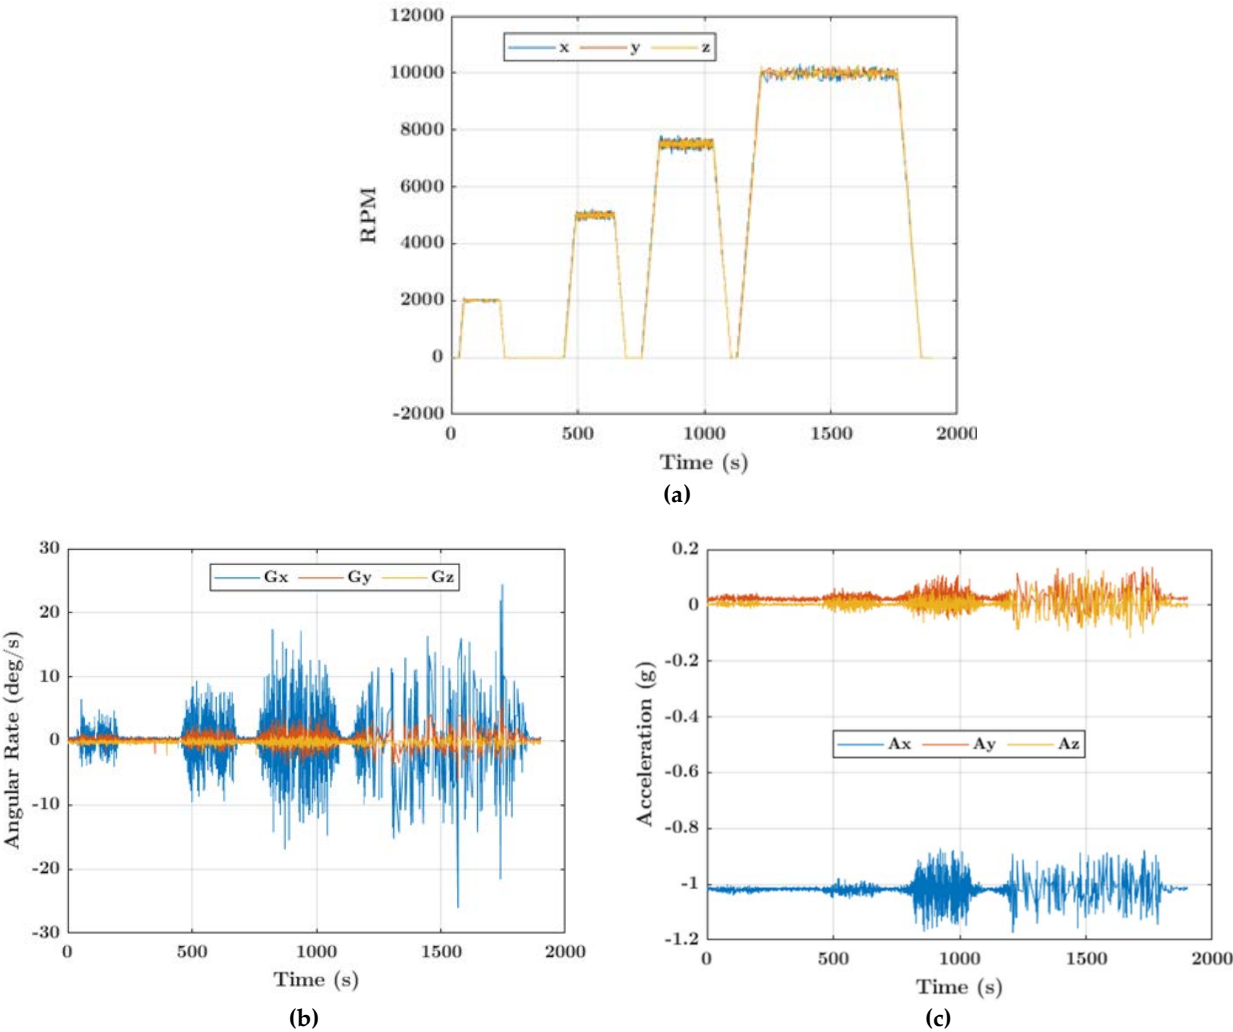 12000
x y z
10000
8000
6000
4000
2000
0
-2000
RPM
0 500 1000 1500 2000
Time (s)
(a)
30
Gx Gy Gz
20
10
0
-10
-20
-30
Angular Rate (deg/s)
0 500 1000 1500 2000
Time (s)
(b)
0.2
0
-0.2
-0.4
Ax Ay Az
-0.6
-0.8
-1
-1.2
Acceleration (g)
0 500 1000 1500 2000
Time (s)
(c)